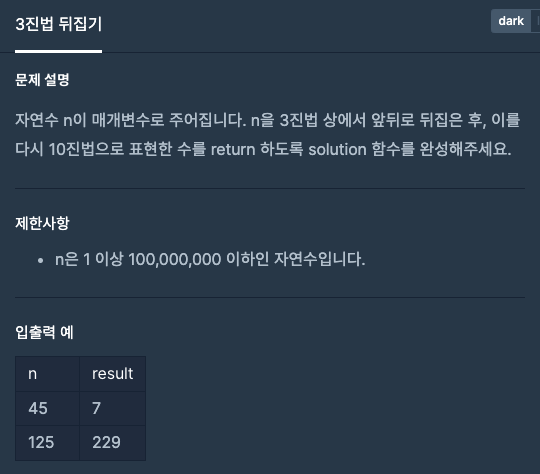 3진법 뒤집기
dark
문제 설명
자연수 n이 매개변수로 주어집니다. n을 3진법 상에서 앞뒤로 뒤집은 후, 이를
다시 10진법으로 표현한 수를 return 하도록 solution 함수를 완성해주세요.
제한사항
• n은 1 이상 100,000,000 이하인 자연수입니다.
입출력 예
n result
45 7
125 229